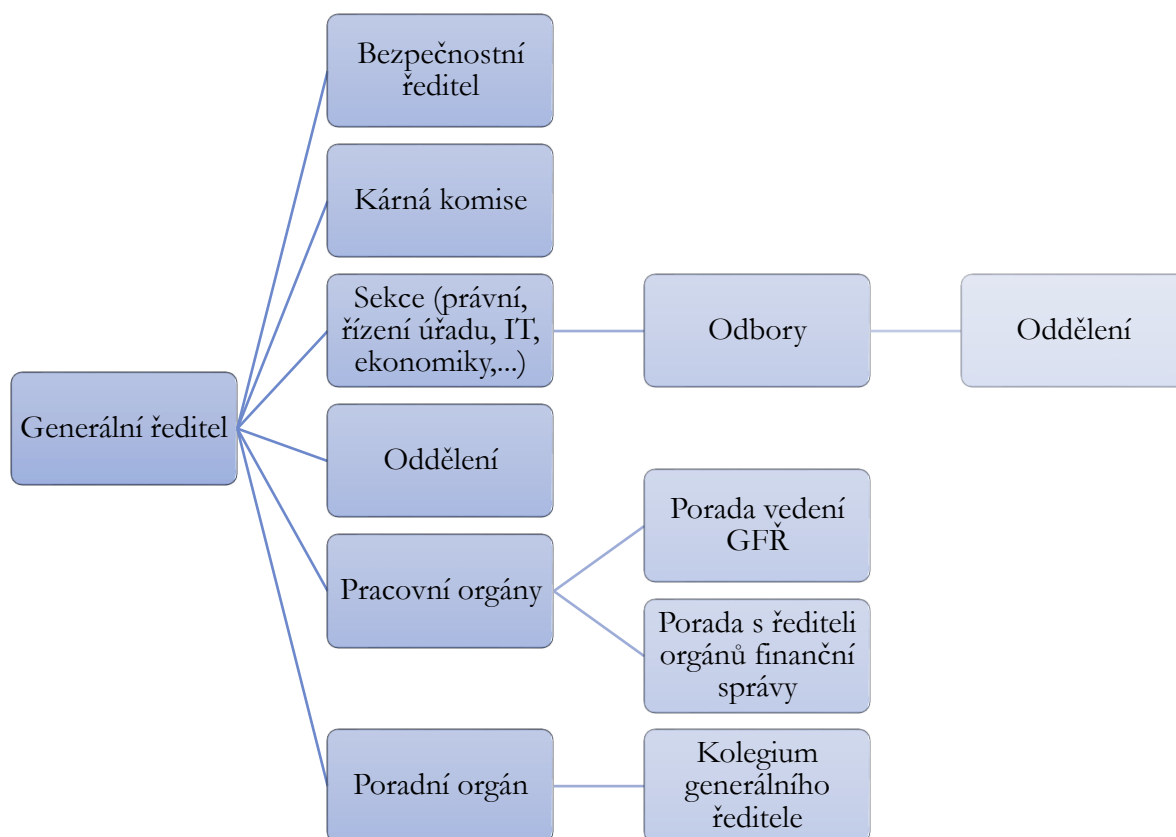 Bezpečnostní
ředitel
Kárná komise
Sekce (právní,
řízení úřadu, IT,
ekonomiky,...)
Odbory
Oddělení
Generální ředitel
Oddělení
Porada vedení
GFŘ
Pracovní orgány
Porada s řediteli
orgánů finanční
správy
Poradní orgán
Kolegium
generálního
ředitele